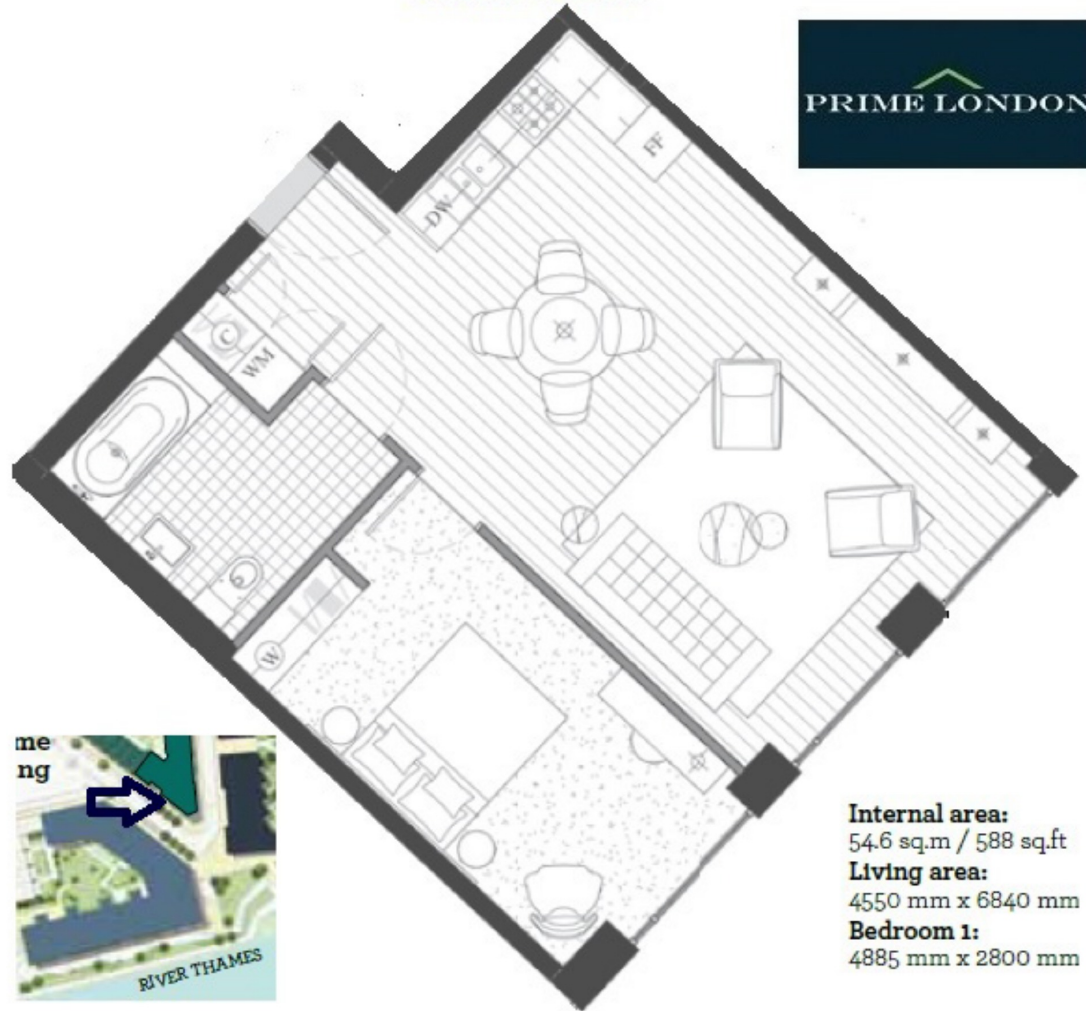 PRIME LONDON
FF
DW
C
WM
W
me
ng
RIVER THAMES
Internal area:
54.6 sq.m / 588 sq.ft
Living area:
4550 mm x 6840 mm
Bedroom 1:
4885 mm x 2800 mm